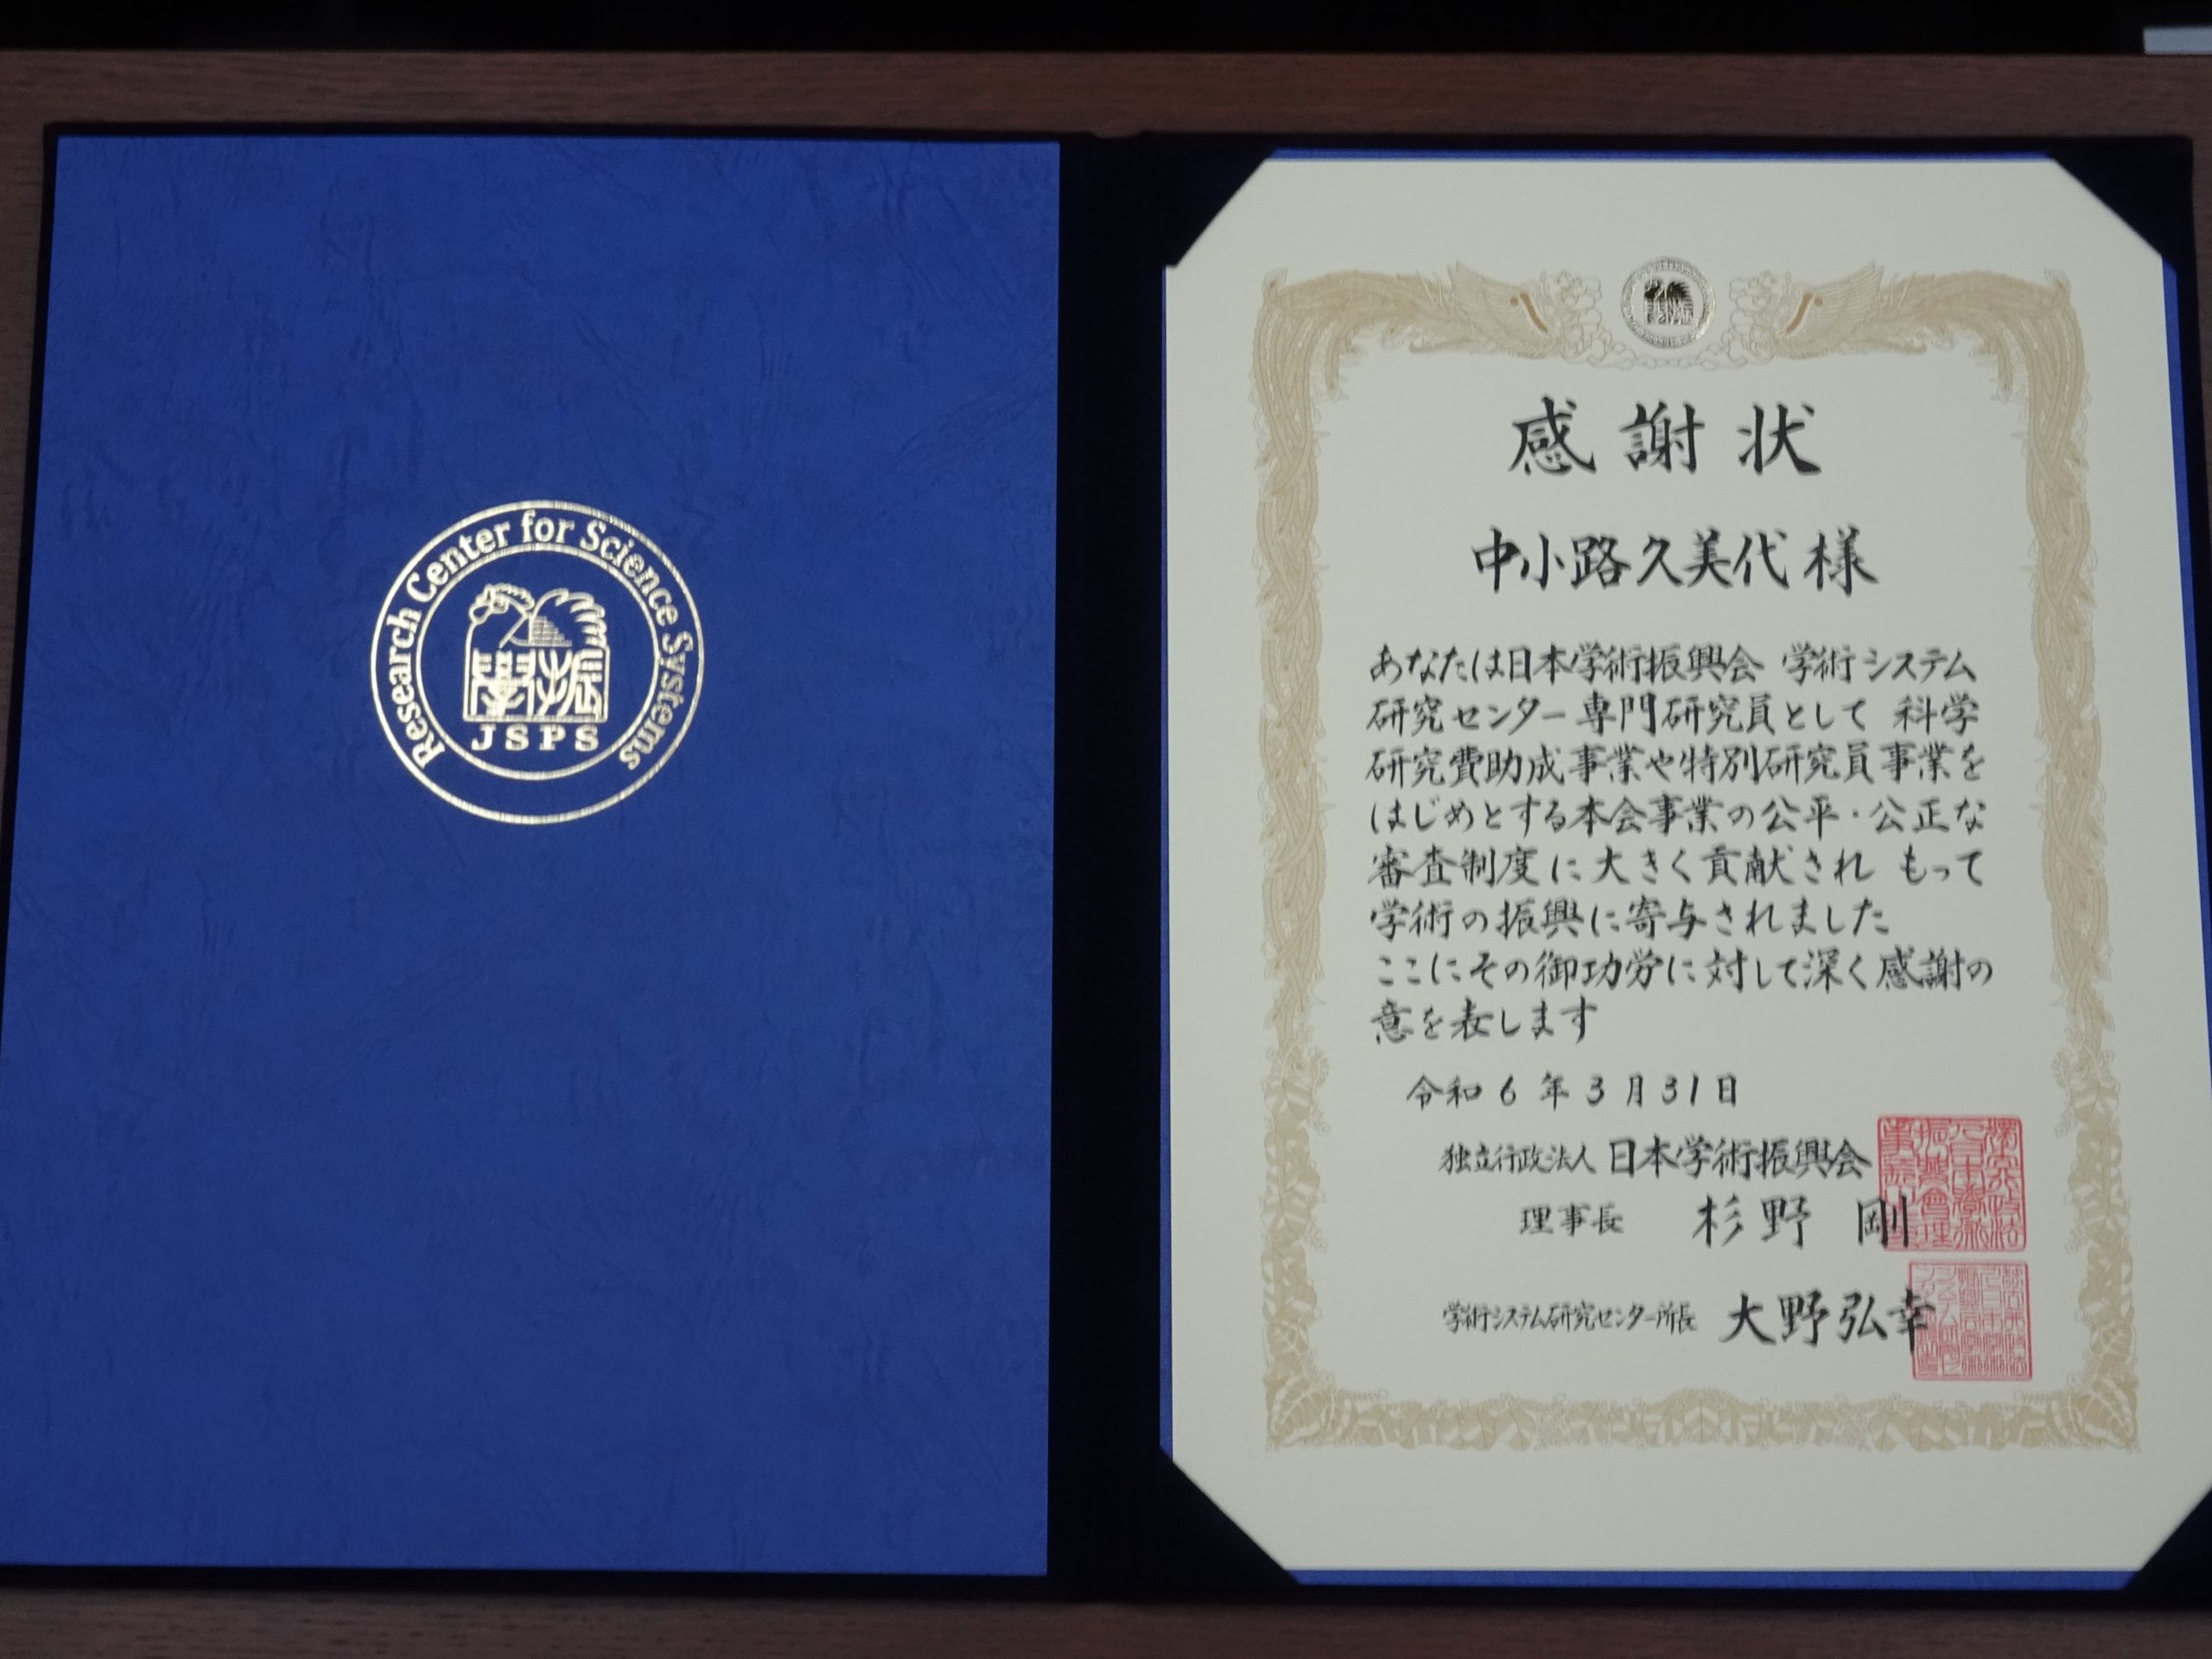 Research Center for Science Systems
學振
JSPS
感謝状
中小路久美代 様
あなたは日本学術振興会 学術システム
研究センター専門研究員として 科学
研究費助成事業や特別研究員事業を
はじめとする本会事業の公平・公正な
審査制度に大きく貢献され もって
学術の振興に寄与されました
ここにその御功労に対して深く感謝の
意を表します
令和6年3月31日
独立行政法人 日本学術振興会
理事長 杉野 剛
学術システム研究センター所長 大野弘幸